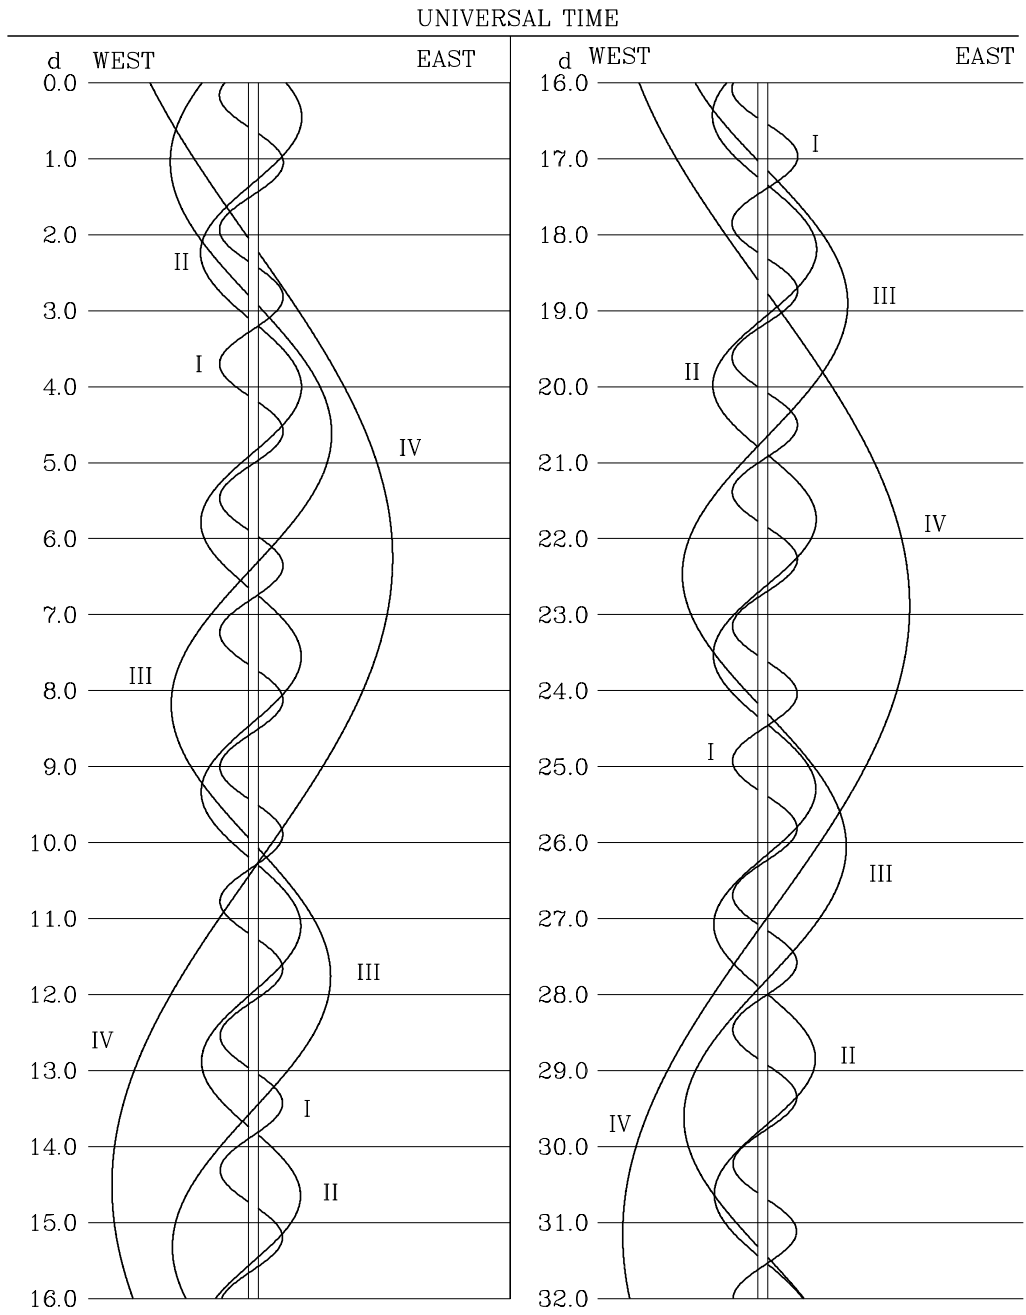 UNIVERSAL TIME
d WEST EAST
0.0
1.0
2.0
II
3.0
I
4.0
IV
5.0
6.0
7.0
III
8.0
9.0
10.0
11.0
III
12.0
IV
13.0
I
14.0
II
15.0
16.0
d WEST EAST
16.0
I
17.0
18.0
III
19.0
II
20.0
21.0
IV
22.0
23.0
24.0
I
25.0
26.0
III
27.0
28.0
II
29.0
IV
30.0
31.0
32.0